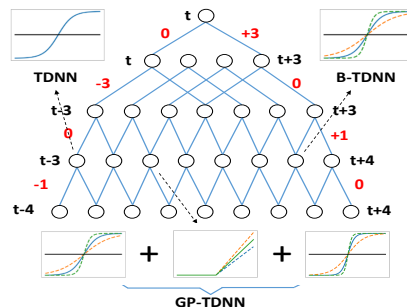 t
0
+3
TDNN
t
t+3
B-TDNN
-3
0
t-3
t+3
0
+1
t-3
t+4
-1
0
t-4
t+4
+
+
GP-TDNN